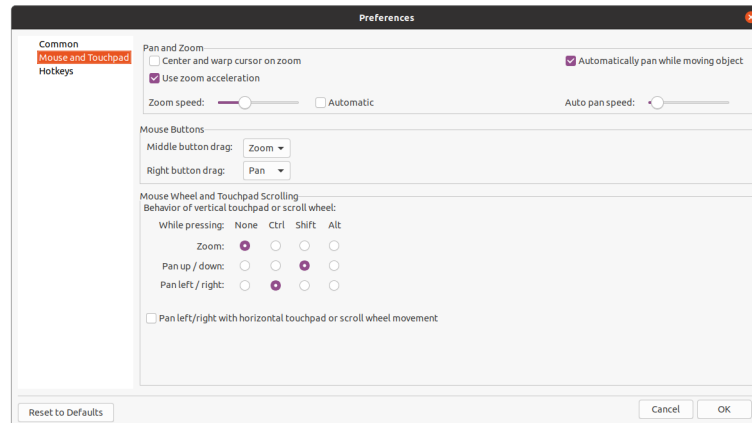 Preferences
Common
Mouse and Touchpad
Hotkeys
Pan and Zoom
Center and warp cursor on zoom
Automatically pan while moving object
Use zoom acceleration
Zoom speed:
Automatic
Auto pan speed:
Mouse Buttons
Middle button drag: Zoom
Right button drag: Pan
Mouse Wheel and Touchpad Scrolling
Behavior of vertical touchpad or scroll wheel:
While pressing: None Ctrl Shift Alt
Zoom:
Pan up / down:
Pan left / right:
Pan left/right with horizontal touchpad or scroll wheel movement
Reset to Defaults
Cancel
OK